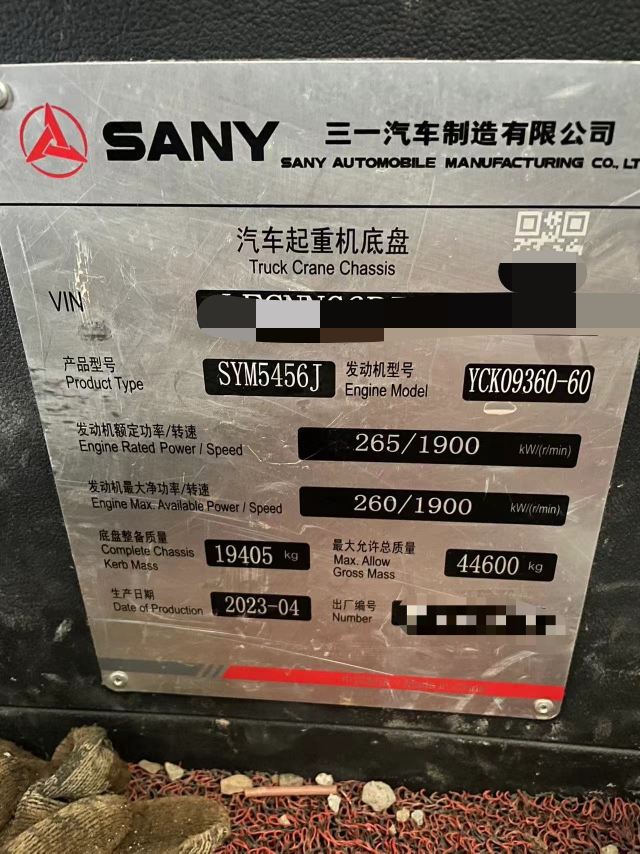 SANY
三一汽车制造有限公司
SANY AUTOMOBILE MANUFACTURING CO., LT
汽车起重机底盘
Truck Crane Chassis
VIN
产品型号
Product Type
SYM5456J
发动机型号
Engine Model
YCK09360-60
发动机额定功率/转速
Engine Rated Power / Speed
265/1900 kW/(r/min)
发动机最大净功率/转速
Engine Max. Available Power / Speed
260/1900 kW/(r/min)
底盘整备质量
Complete Chassis
Kerb Mass
19405 kg
最大允许总质量
Max. Allow
Gross Mass
44600 kg
生产日期
Date of Production
2023-04
出厂编号
Number